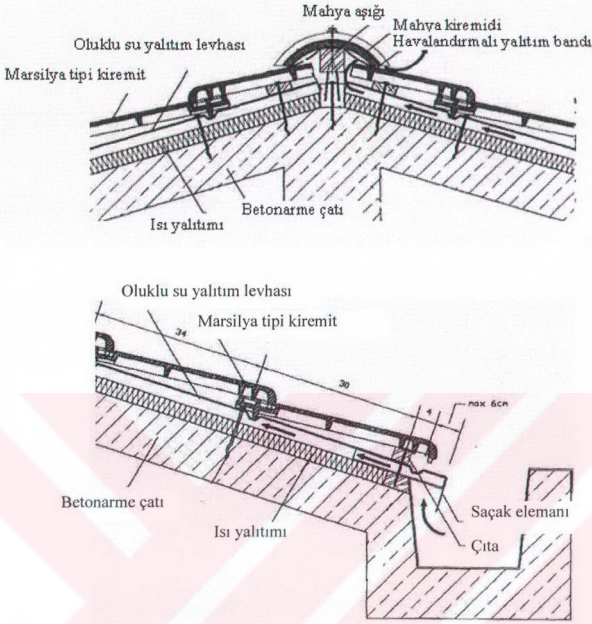 Mahya aşığı
Mahya kiremidi
Oluklu su yalıtım levhası
Havalandırmalı yalıtım bandı
Marsilya tipi kiremit
Betonarme çatı
Isı yalıtımı
Oluklu su yalıtım levhası
Marsilya tipi kiremit
34
30
4
max 6cm
Betonarme çatı
Isı yalıtımı
Saçak elemanı
Çıta